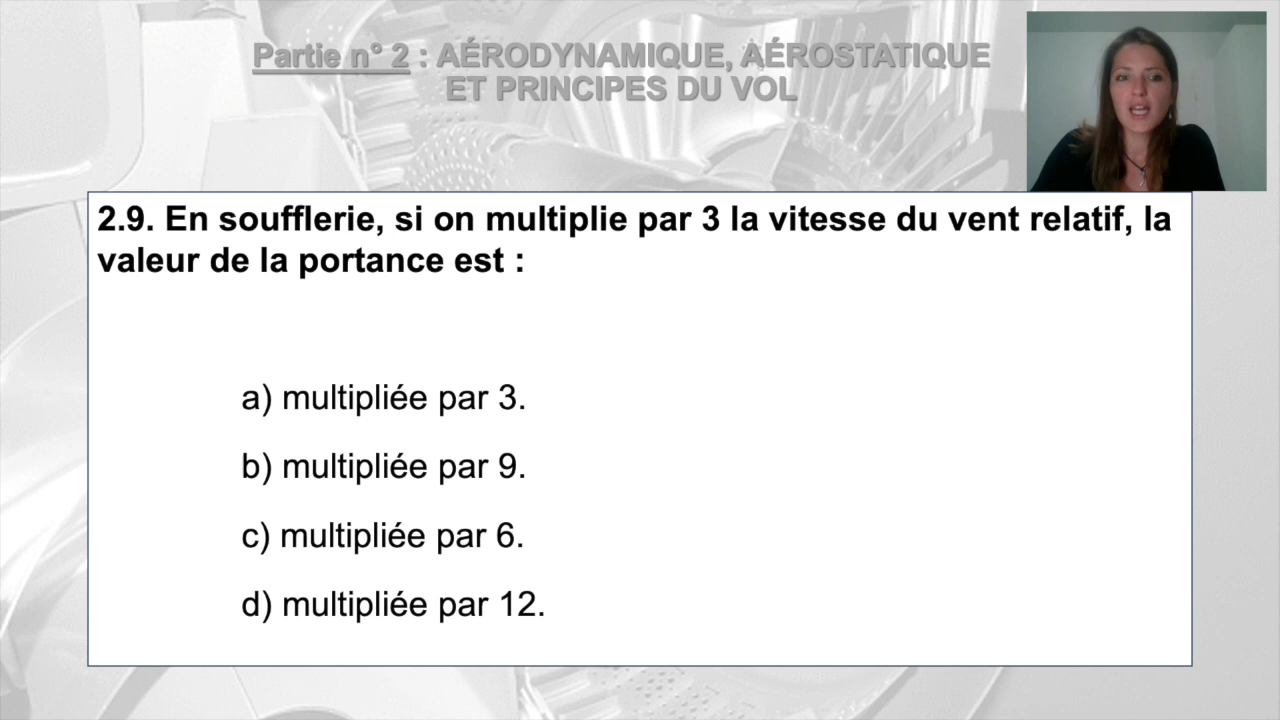 Partie n° 2 : AÉRODYNAMIQUE, AÉROSTATIQUE
ET PRINCIPES DU VOL
2.9. En soufflerie, si on multiplie par 3 la vitesse du vent relatif, la
valeur de la portance est :
a) multipliée par 3.
b) multipliée par 9.
c) multipliée par 6.
d) multipliée par 12.